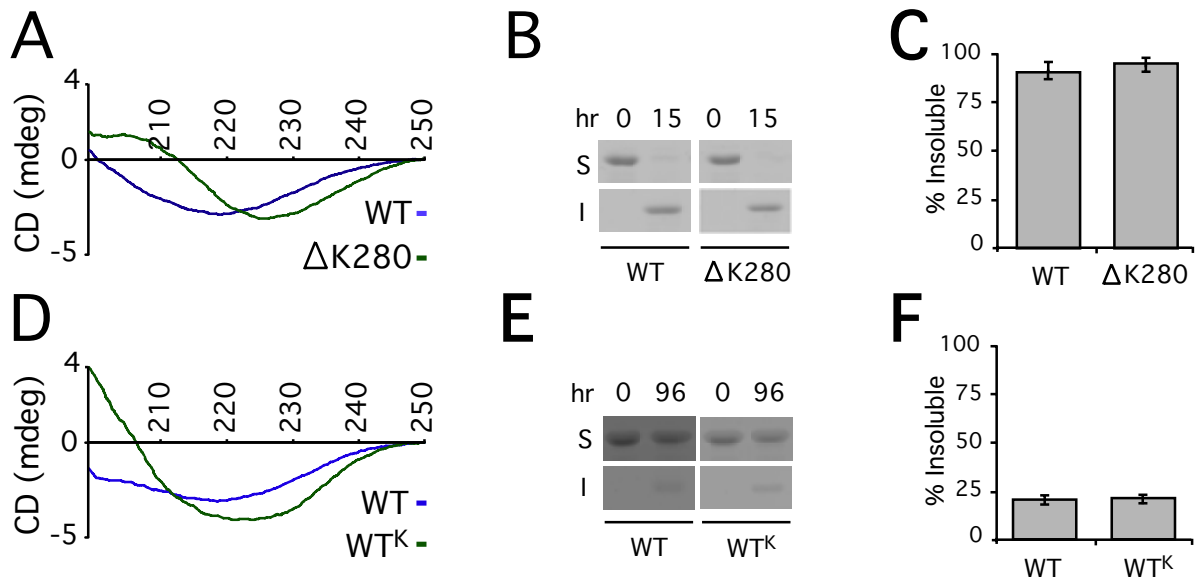 A
CD (mdeg)
4
0
-5
210 220 230 240 250
WT
ΔK280
B
hr 0 15 0 15
S
I
WT ΔK280
C
% Insoluble
100
75
50
25
0
WT ΔK280
D
CD (mdeg)
4
0
-5
210 220 230 240 250
WT
WTᴷ
E
hr 0 96 0 96
S
I
WT WTᴷ
F
% Insoluble
100
75
50
25
0
WT WTᴷ